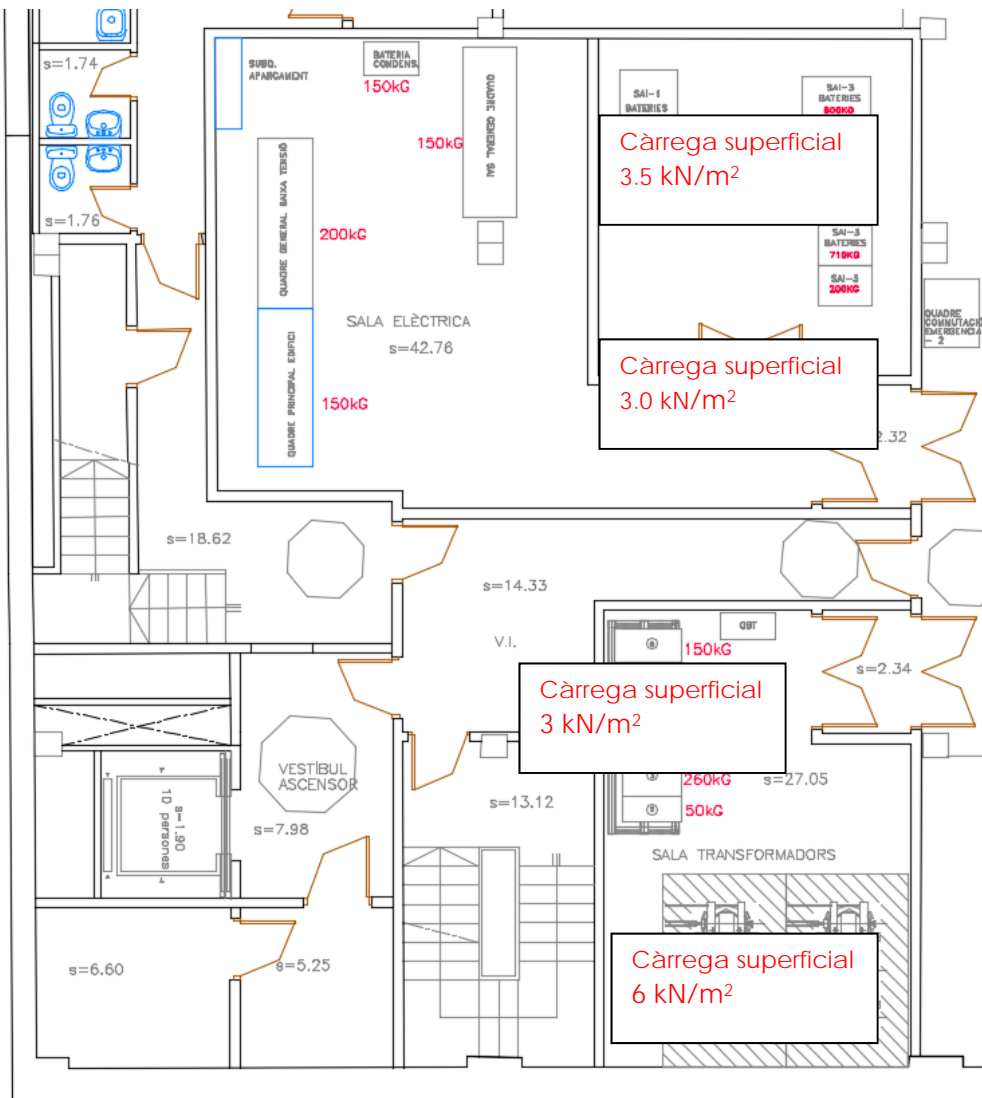 s=1.74
SUBQ.
APARCAMENT
BATERIA
CONDENS.
150kG
QUADRE GENERAL SAI
150kG
SAI-1
BATERIES
SAI-3
BATERIES
600KG
Càrrega superficial
3.5 kN/m²
s=1.76
QUADRE GENERAL BAIXA TENSIÓ
200kG
SAI-3
BATERIES
710KG
SAI-3
200KG
SALA ELÈCTRICA
s=42.76
QUADRE
COMMUTACI
EMERGENCIA
- 2
QUADRE PRINCIPAL EDIFICI
150kG
Càrrega superficial
3.0 kN/m²
2.32
s=18.62
s=14.33
V.I.
QBT
150kG
s=2.34
Càrrega superficial
3 kN/m²
VESTÍBUL
ASCENSOR
s=1.90
10 persones
s=7.98
s=13.12
260kG
50kG
s=27.05
SALA TRANSFORMADORS
s=6.60
s=5.25
Càrrega superficial
6 kN/m²